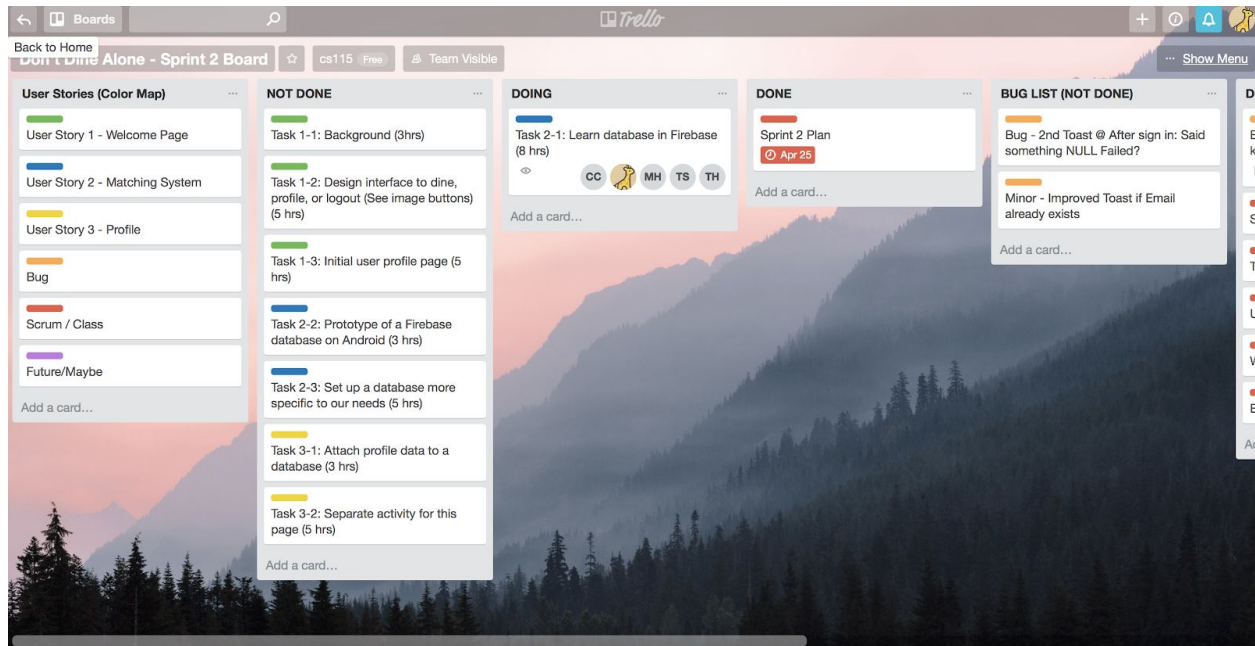 Boards
Trello
Back to Home
Don't Dine Alone - Sprint 2 Board
cs115 Free
Team Visible
... Show Menu
User Stories (Color Map)
User Story 1 - Welcome Page
User Story 2 - Matching System
User Story 3 - Profile
Bug
Scrum / Class
Future/Maybe
Add a card...
NOT DONE
Task 1-1: Background (3hrs)
Task 1-2: Design interface to dine,
profile, or logout (See image buttons)
(5 hrs)
Task 1-3: Initial user profile page (5
hrs)
Task 2-2: Prototype of a Firebase
database on Android (3 hrs)
Task 2-3: Set up a database more
specific to our needs (5 hrs)
Task 3-1: Attach profile data to a
database (3 hrs)
Task 3-2: Separate activity for this
page (5 hrs)
Add a card...
DOING
Task 2-1: Learn database in Firebase
(8 hrs)
CC MH TS TH
Add a card...
DONE
Sprint 2 Plan
Apr 25
Add a card...
BUG LIST (NOT DONE)
Bug - 2nd Toast @ After sign in: Said
something NULL Failed?
Minor - Improved Toast if Email
already exists
Add a card...